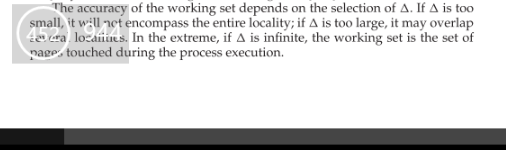 The accuracy of the working set depends on the selection of Δ. If Δ is too
small, it will not encompass the entire locality; if Δ is too large, it may overlap
several localities. In the extreme, if Δ is infinite, the working set is the set of
pages touched during the process execution.
452 944